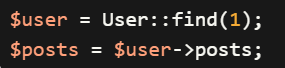 $user = User::find(1);
$posts = $user->posts;